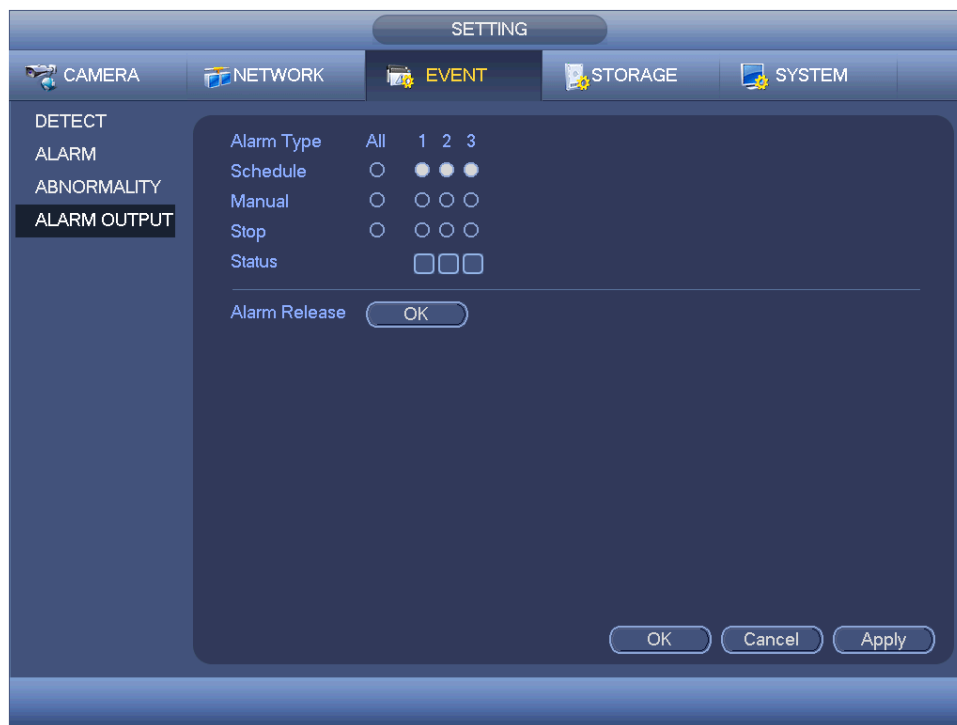 SETTING
CAMERA NETWORK EVENT STORAGE SYSTEM
DETECT
ALARM
ABNORMALITY
ALARM OUTPUT
Alarm Type All 1 2 3
Schedule
Manual
Stop
Status
Alarm Release OK
OK Cancel Apply